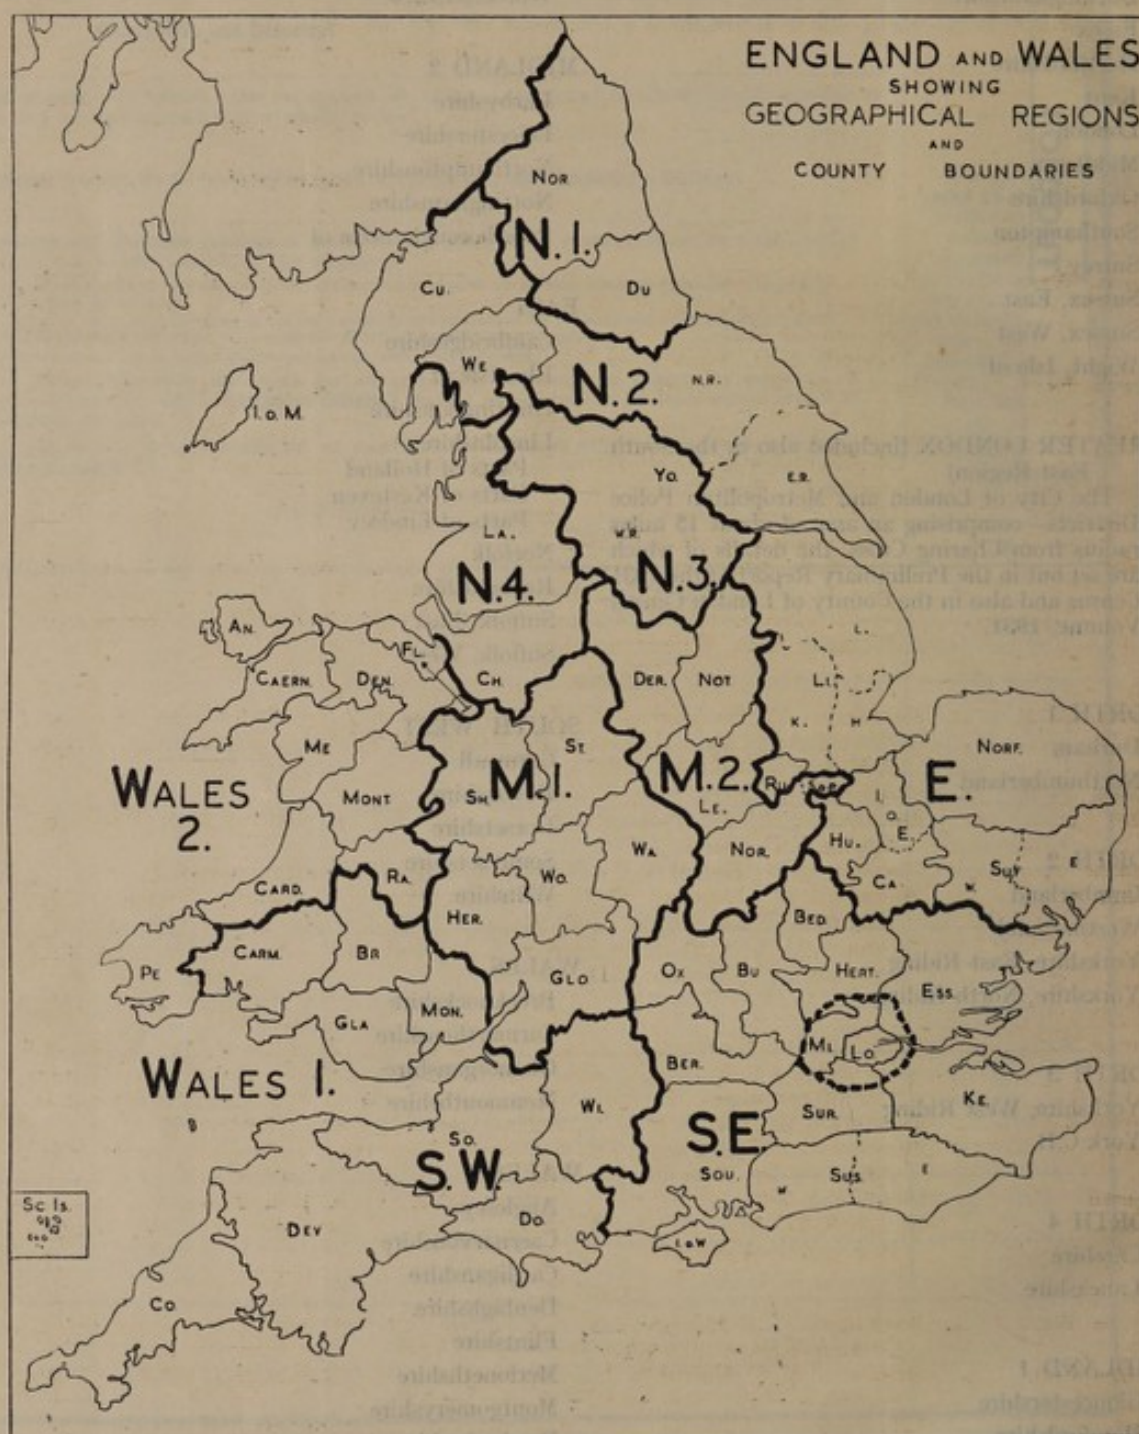 ENGLAND AND WALES
SHOWING
GEOGRAPHICAL REGIONS
AND
COUNTY BOUNDARIES
NOR
N.1.
CU.
DU
WE
N.2.
N.R.
I.O.M.
YO.
E.R.
LA.
W.R.
N.4.
N.3.
AN.
FL.
L.
CAERN.
DEN.
CH.
DER.
NOT
LI.
ME
ST.
K.
H
NORF.
WALES
2.
MONT.
SH.
M.1.
M.2.
RU.
SOP.
I.
O.
E.
E.
LE.
WA.
NOR.
HU.
SUF
E
CARD.
RA.
WO.
CA.
W.
HER.
BED.
PE
CARM.
BR
GLO
OX
BU
HERT.
ESS.
GLA
MON.
MI.
LO.
WALES 1.
BER.
KE.
WI.
SUR.
SO.
S.W.
S.E.
SOU.
W
SUS.
E
SC IS.
DEV
DO.
I.O.W
CO